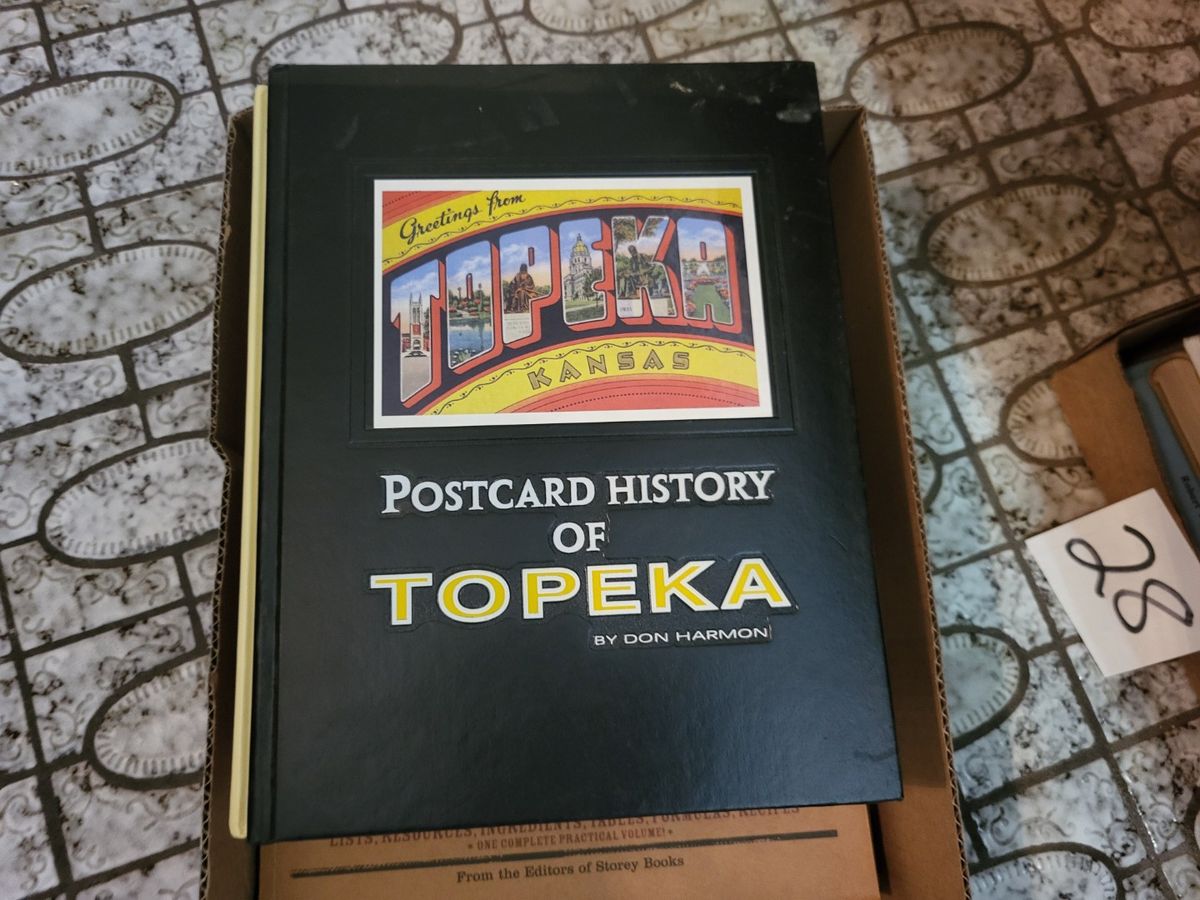 Greetings from
TOPEKA
KANSAS
POSTCARD HISTORY
OF
TOPEKA
BY DON HARMON
LISTS, RESOURCES, INGREDIENTS, TABLES, FORMULAS, RECIPES
* ONE COMPLETE PRACTICAL VOLUME! *
From the Editors of Storey Books
28